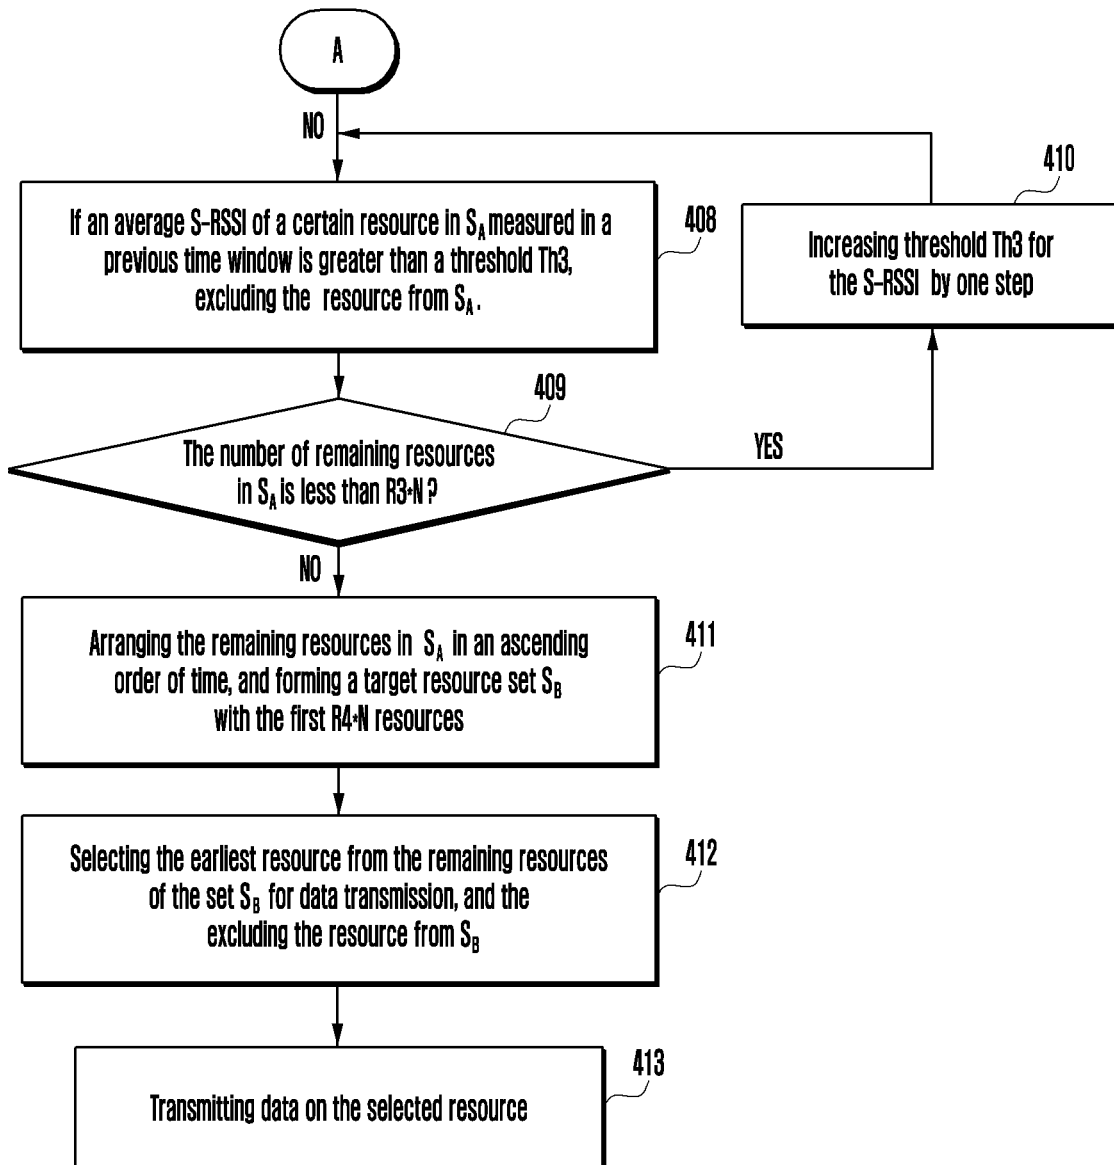 A
NO
410
If an average S-RSSI of a certain resource in SA measured in a
previous time window is greater than a threshold Th3,
excluding the resource from SA.
408
Increasing threshold Th3 for
the S-RSSI by one step
409
The number of remaining resources
in SA is less than R3*N?
YES
NO
Arranging the remaining resources in SA in an ascending
order of time, and forming a target resource set SB
with the first R4*N resources
411
Selecting the earliest resource from the remaining resources
of the set SB for data transmission, and the
excluding the resource from SB
412
Transmitting data on the selected resource
413